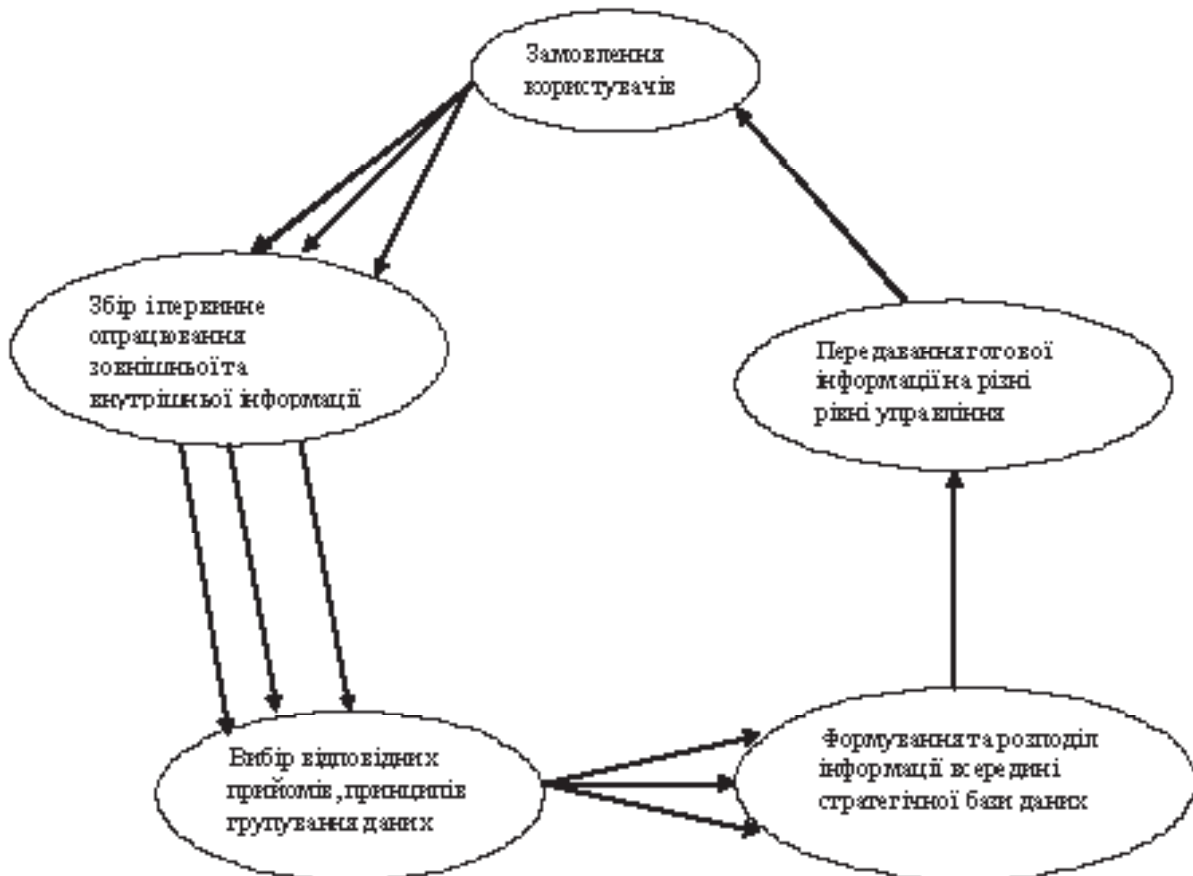 Замовлення
користувачів
Збір і первинне
опрацювання
зовнішньої та
внутрішньої інформації
Передавання готової
інформації на різні
рівні управління
Вибір відповідних
прийомів, принципів
групування даних
Формування та розподіл
інформації всередині
стратегічної бази даних